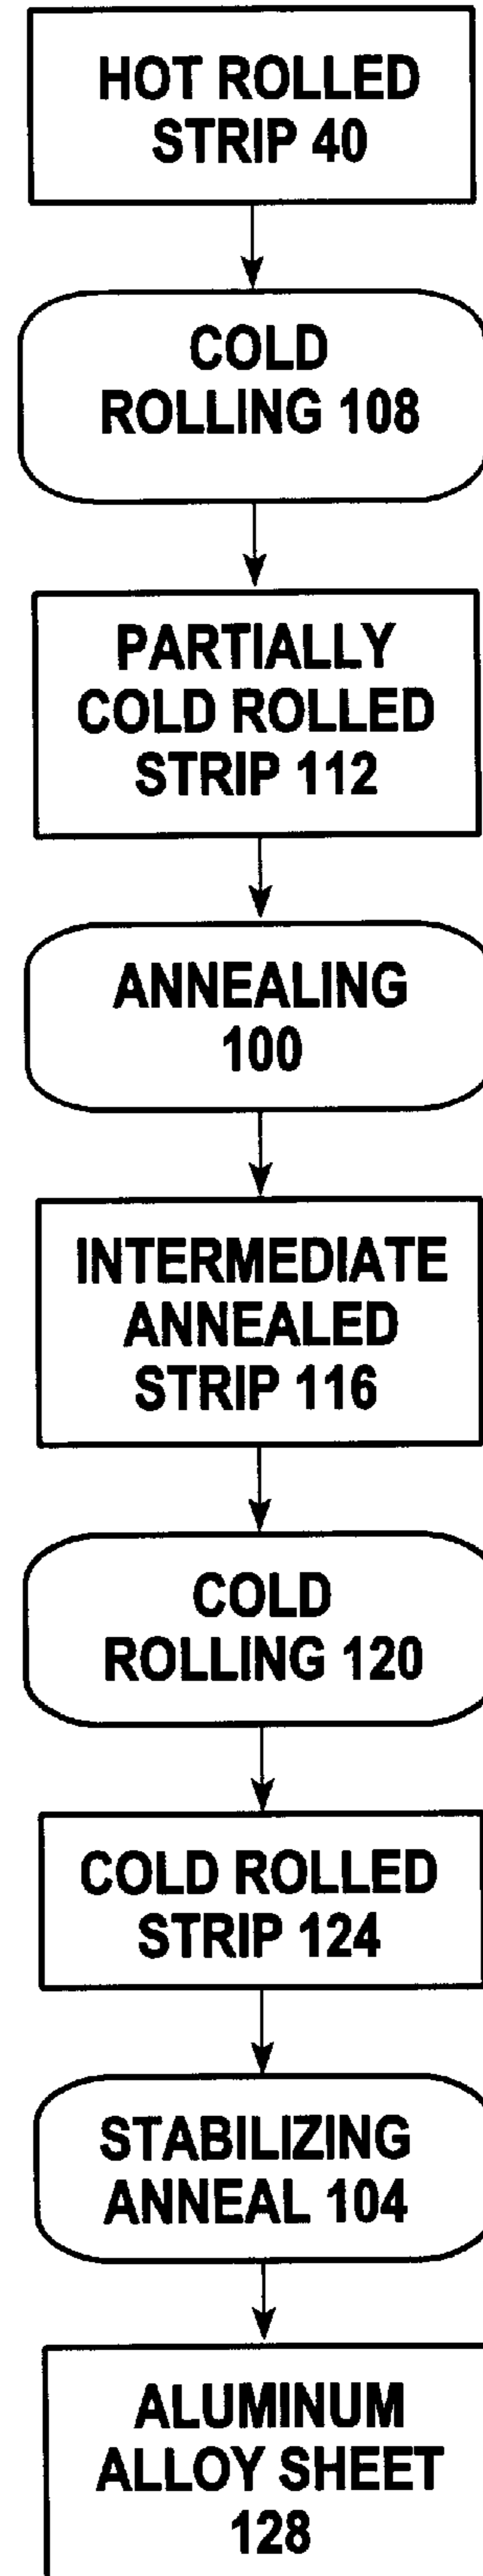 HOT ROLLED
STRIP 40
COLD
ROLLING 108
PARTIALLY
COLD ROLLED
STRIP 112
ANNEALING
100
INTERMEDIATE
ANNEALED
STRIP 116
COLD
ROLLING 120
COLD ROLLED
STRIP 124
STABILIZING
ANNEAL 104
ALUMINUM
ALLOY SHEET
128